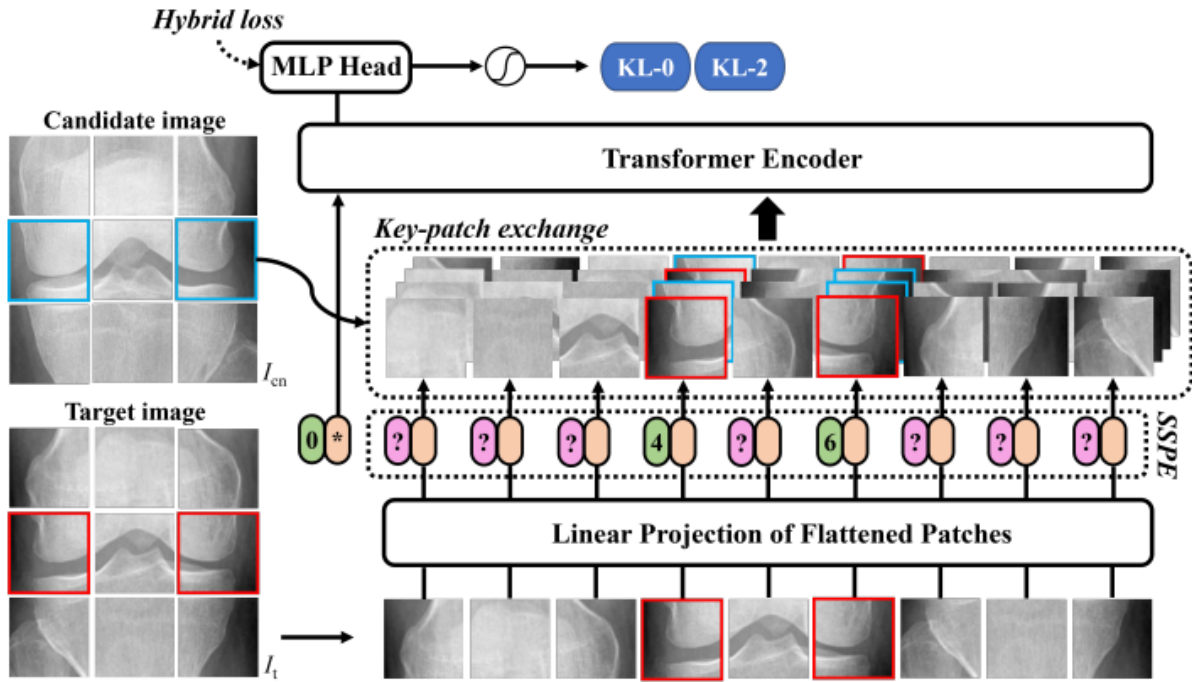 Hybrid loss
MLP Head
KL-0
KL-2
Candidate image
Transformer Encoder
Key-patch exchange
I_cn
Target image
0
*
?
?
?
4
?
6
?
?
?
SSPE
Linear Projection of Flattened Patches
I_t